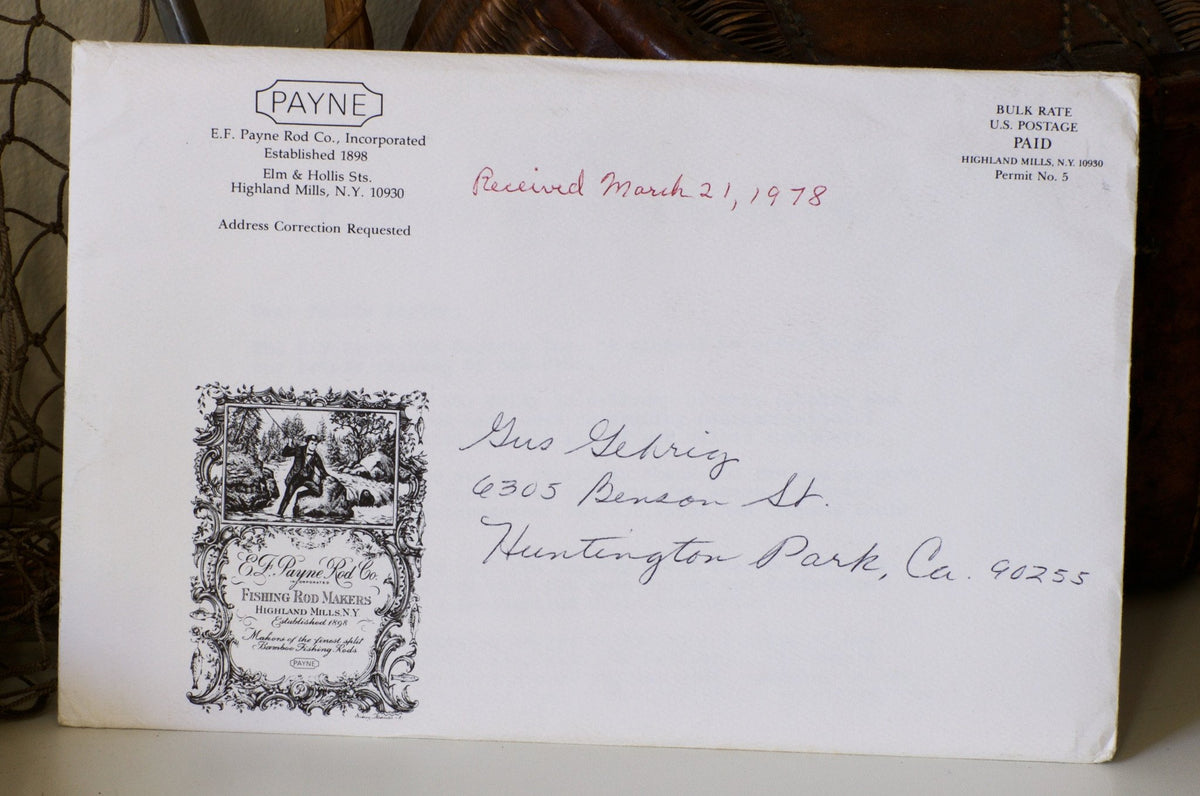 PAYNE
E.F. Payne Rod Co., Incorporated
Established 1898
Elm & Hollis Sts.
Highland Mills, N.Y. 10930
Address Correction Requested
BULK RATE
U.S. POSTAGE
PAID
HIGHLAND MILLS, N.Y. 10930
Permit No. 5
Received March 21, 1978
Gus Gehrig
6305 Benson St.
Huntington Park, Ca. 90255
E.F. Payne Rod Co.
INCORPORATED
FISHING ROD MAKERS
HIGHLAND MILLS, N.Y.
Established 1898
Makers of the finest split
Bamboo Fishing Rods
PAYNE